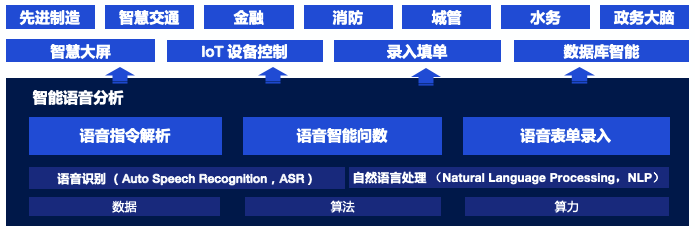 先进制造 智慧交通 金融 消防 城管 水务 政务大脑
智慧大屏 IoT 设备控制 录入填单 数据库智能
智能语音分析
语音指令解析 语音智能问数 语音表单录入
语音识别（Auto Speech Recognition，ASR） 自然语言处理（Natural Language Processing，NLP）
数据 算法 算力